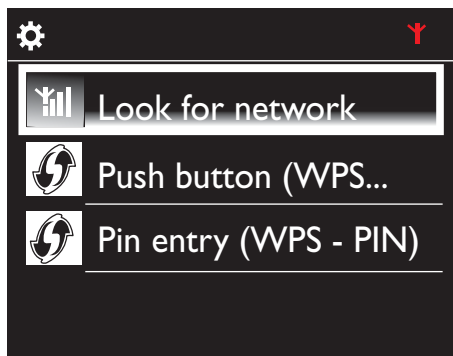 Look for network
Push button (WPS...
Pin entry (WPS - PIN)